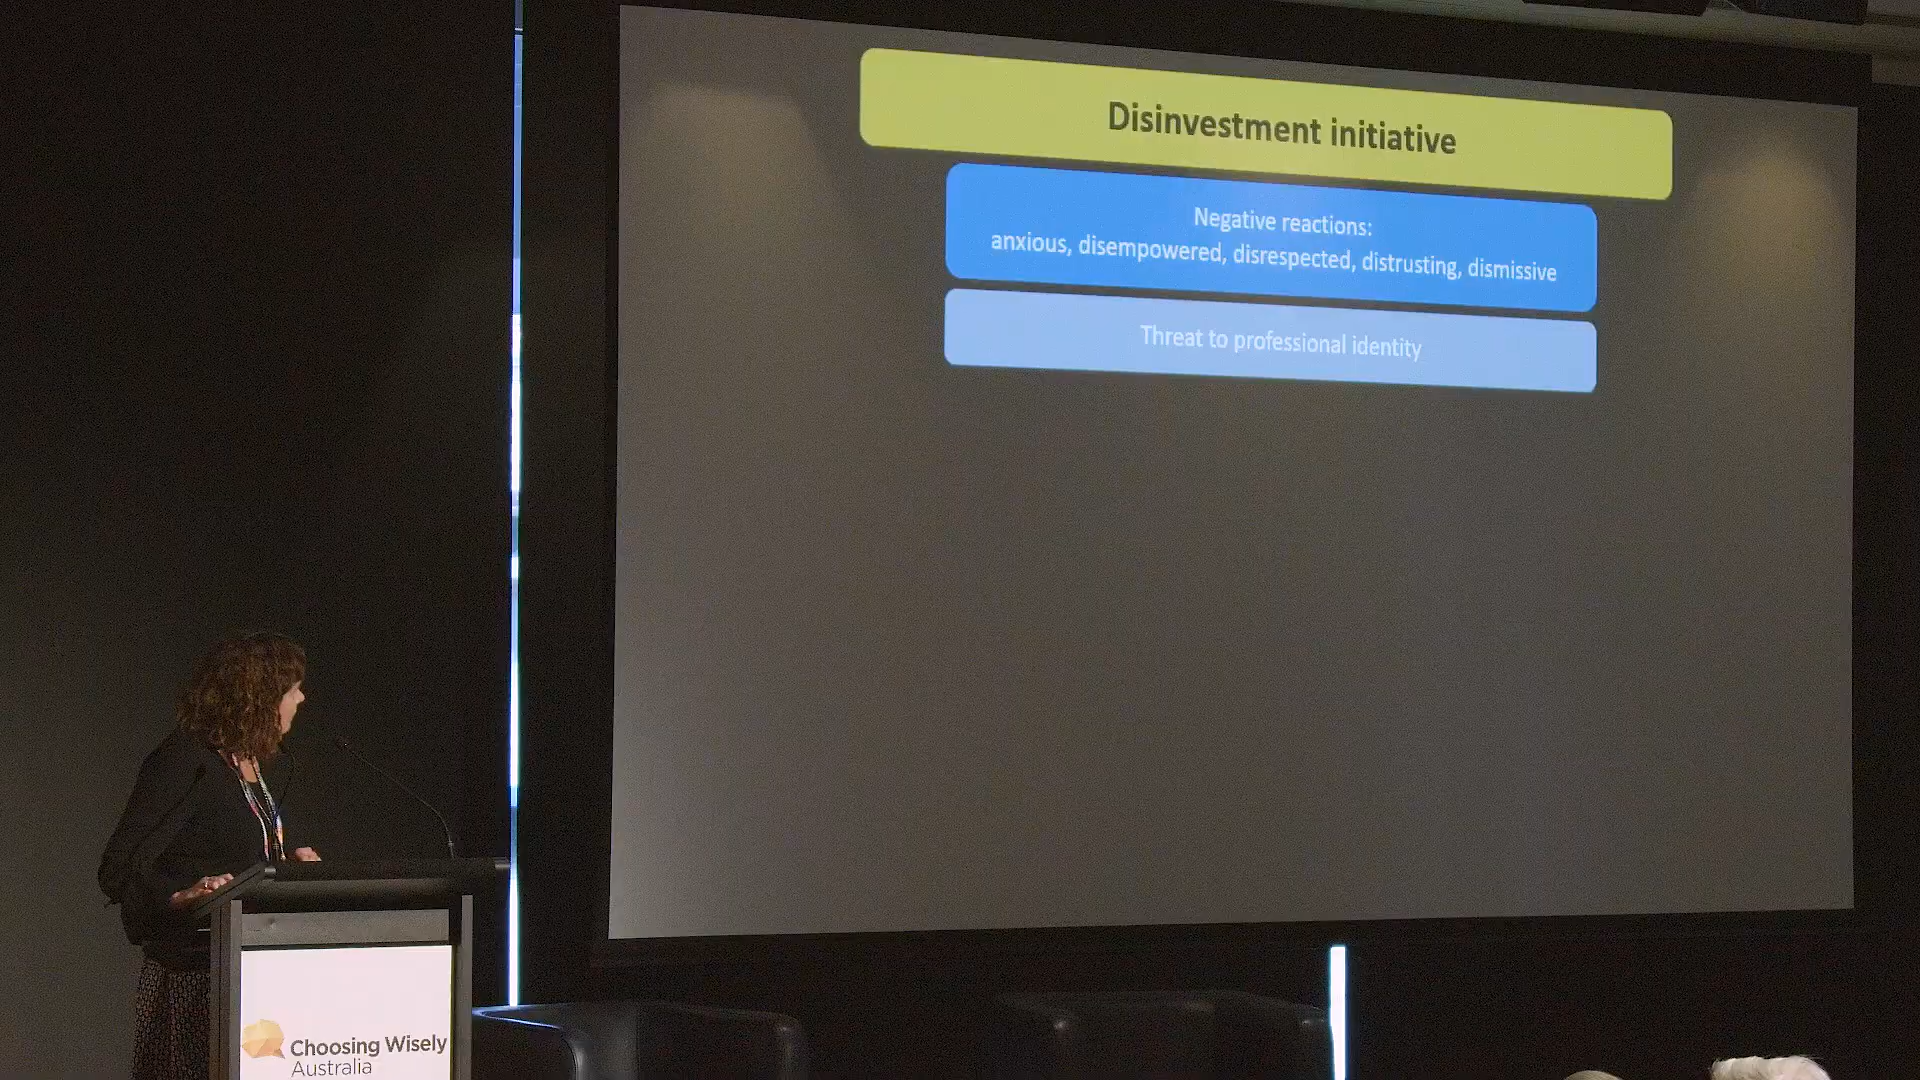 Disinvestment initiative
Negative reactions:
anxious, disempowered, disrespected, distrusting, dismissive
Threat to professional identity
Choosing Wisely
Australia